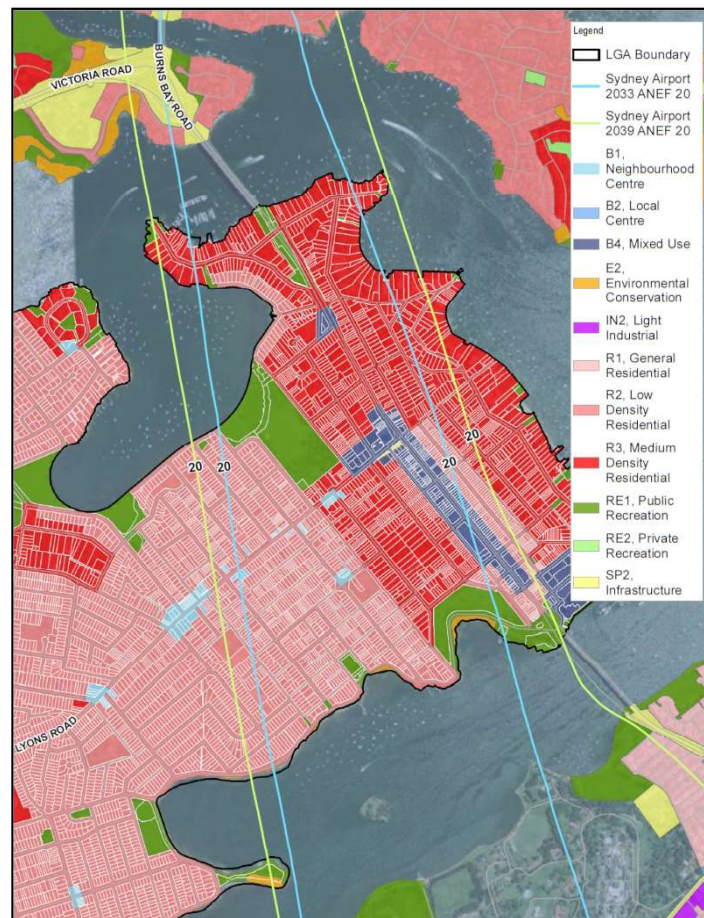 VICTORIA ROAD
BURNS BAY ROAD
20
20
20
20
LYONS ROAD
Legend
LGA Boundary
Sydney Airport
2033 ANEF 20
Sydney Airport
2039 ANEF 20
B1,
Neighbourhood
Centre
B2, Local
Centre
B4, Mixed Use
E2,
Environmental
Conservation
IN2, Light
Industrial
R1, General
Residential
R2, Low
Density
Residential
R3, Medium
Density
Residential
RE1, Public
Recreation
RE2, Private
Recreation
SP2,
Infrastructure